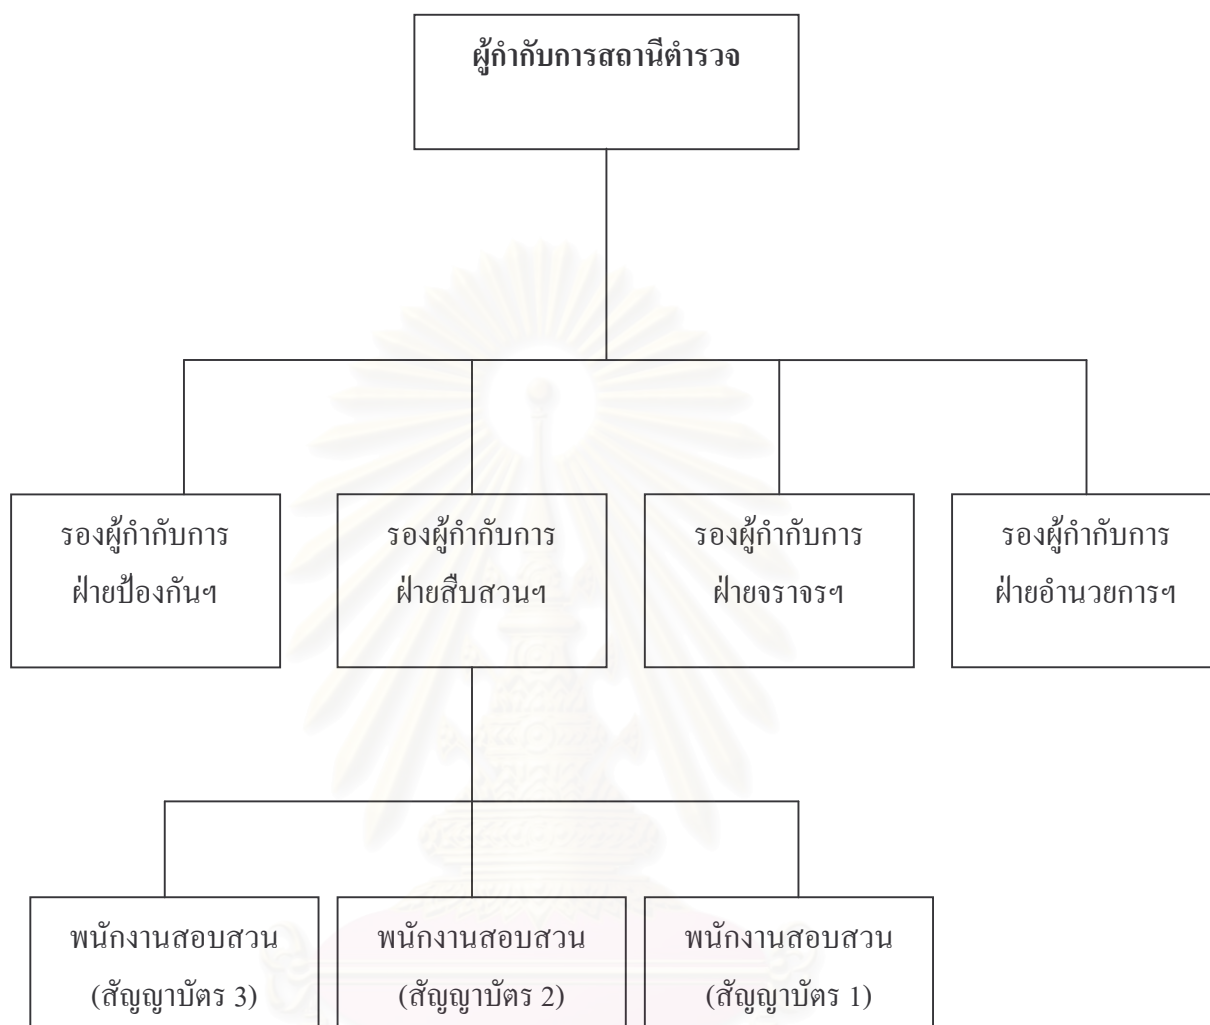 ผู้กำกับการสถานีตำรวจ
รองผู้กำกับการ
ฝ่ายป้องกันฯ
รองผู้กำกับการ
ฝ่ายสืบสวนฯ
รองผู้กำกับการ
ฝ่ายจราจรฯ
รองผู้กำกับการ
ฝ่ายอำนวยการฯ
พนักงานสอบสวน
(สัญญาบัตร 3)
พนักงานสอบสวน
(สัญญาบัตร 2)
พนักงานสอบสวน
(สัญญาบัตร 1)